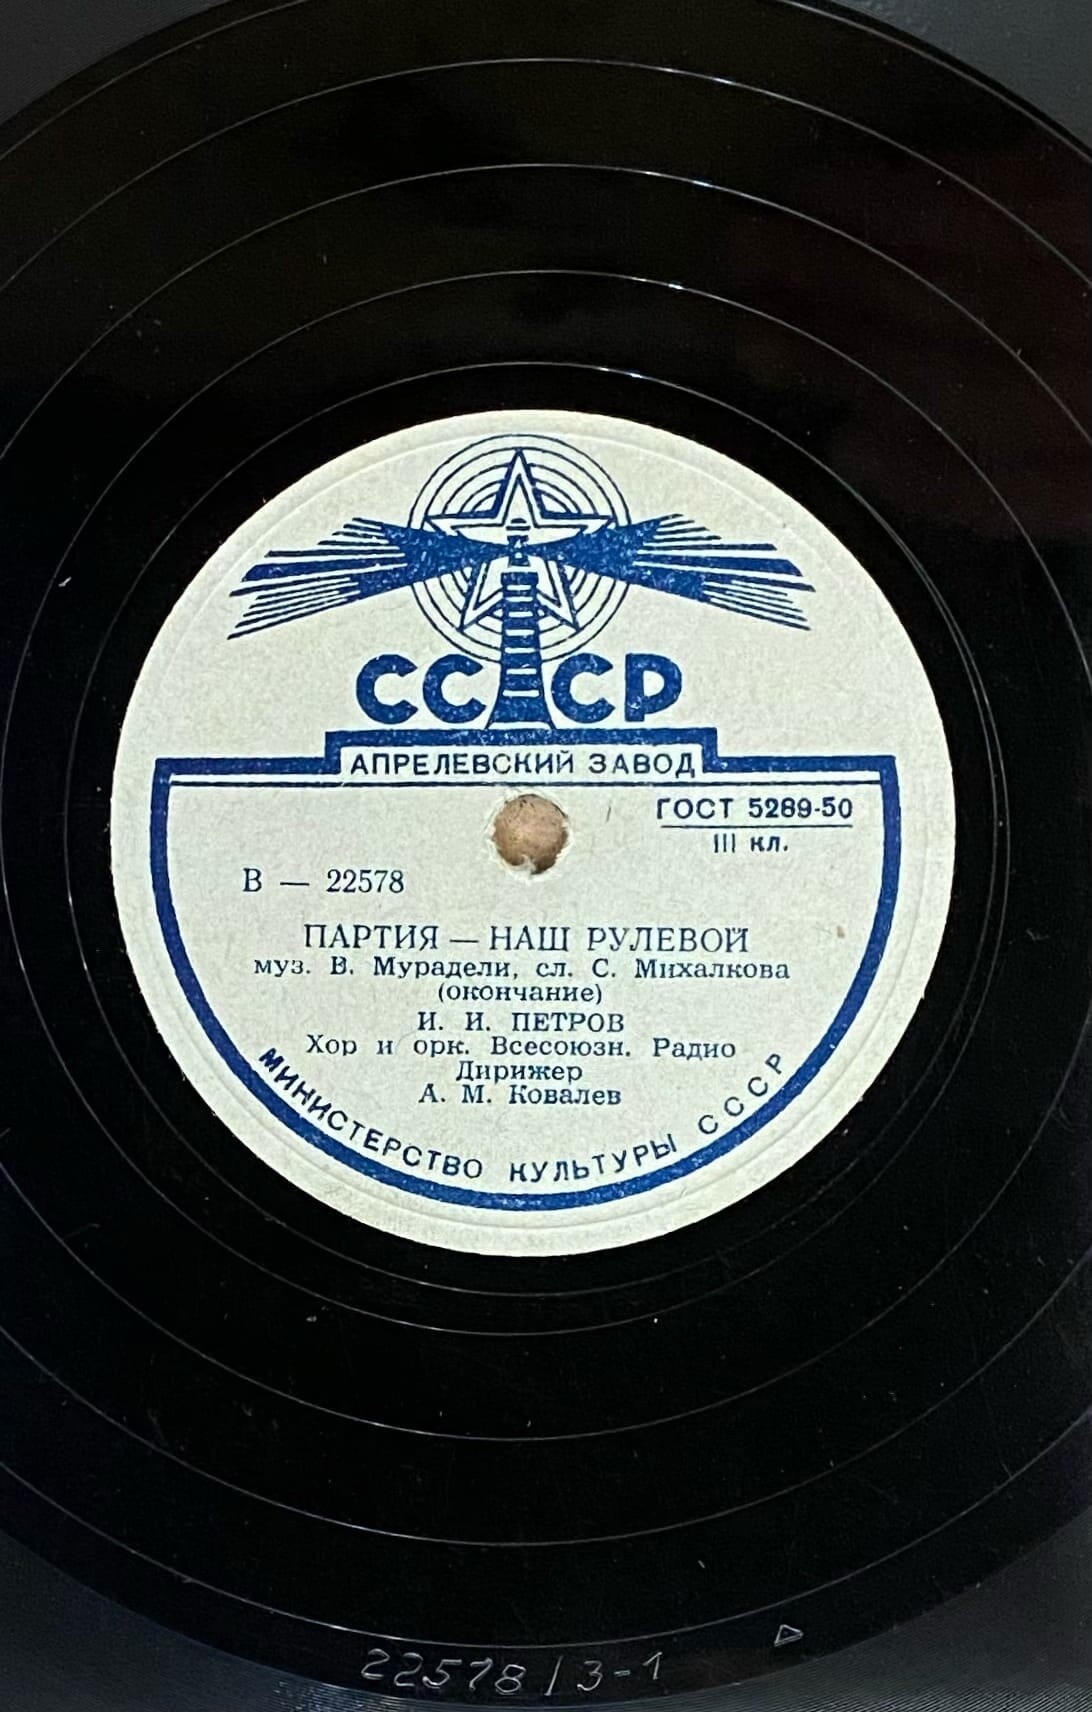 СССР
АПРЕЛЕВСКИЙ ЗАВОД
ГОСТ 5289-50
III кл.
В — 22578
ПАРТИЯ — НАШ РУЛЕВОЙ
муз. В. Мурадели, сл. С. Михалкова
(окончание)
И. И. ПЕТРОВ
Хор и орк. Всесоюзн. Радио
Дирижер
А. М. Ковалев
МИНИСТЕРСТВО КУЛЬТУРЫ СССР
22578/3-1